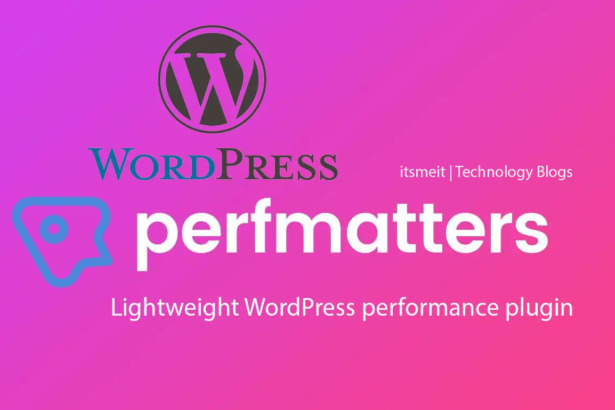 WORDPRESS
itsmeit | Technology Blogs
perfmatters
Lightweight WordPress performance plugin